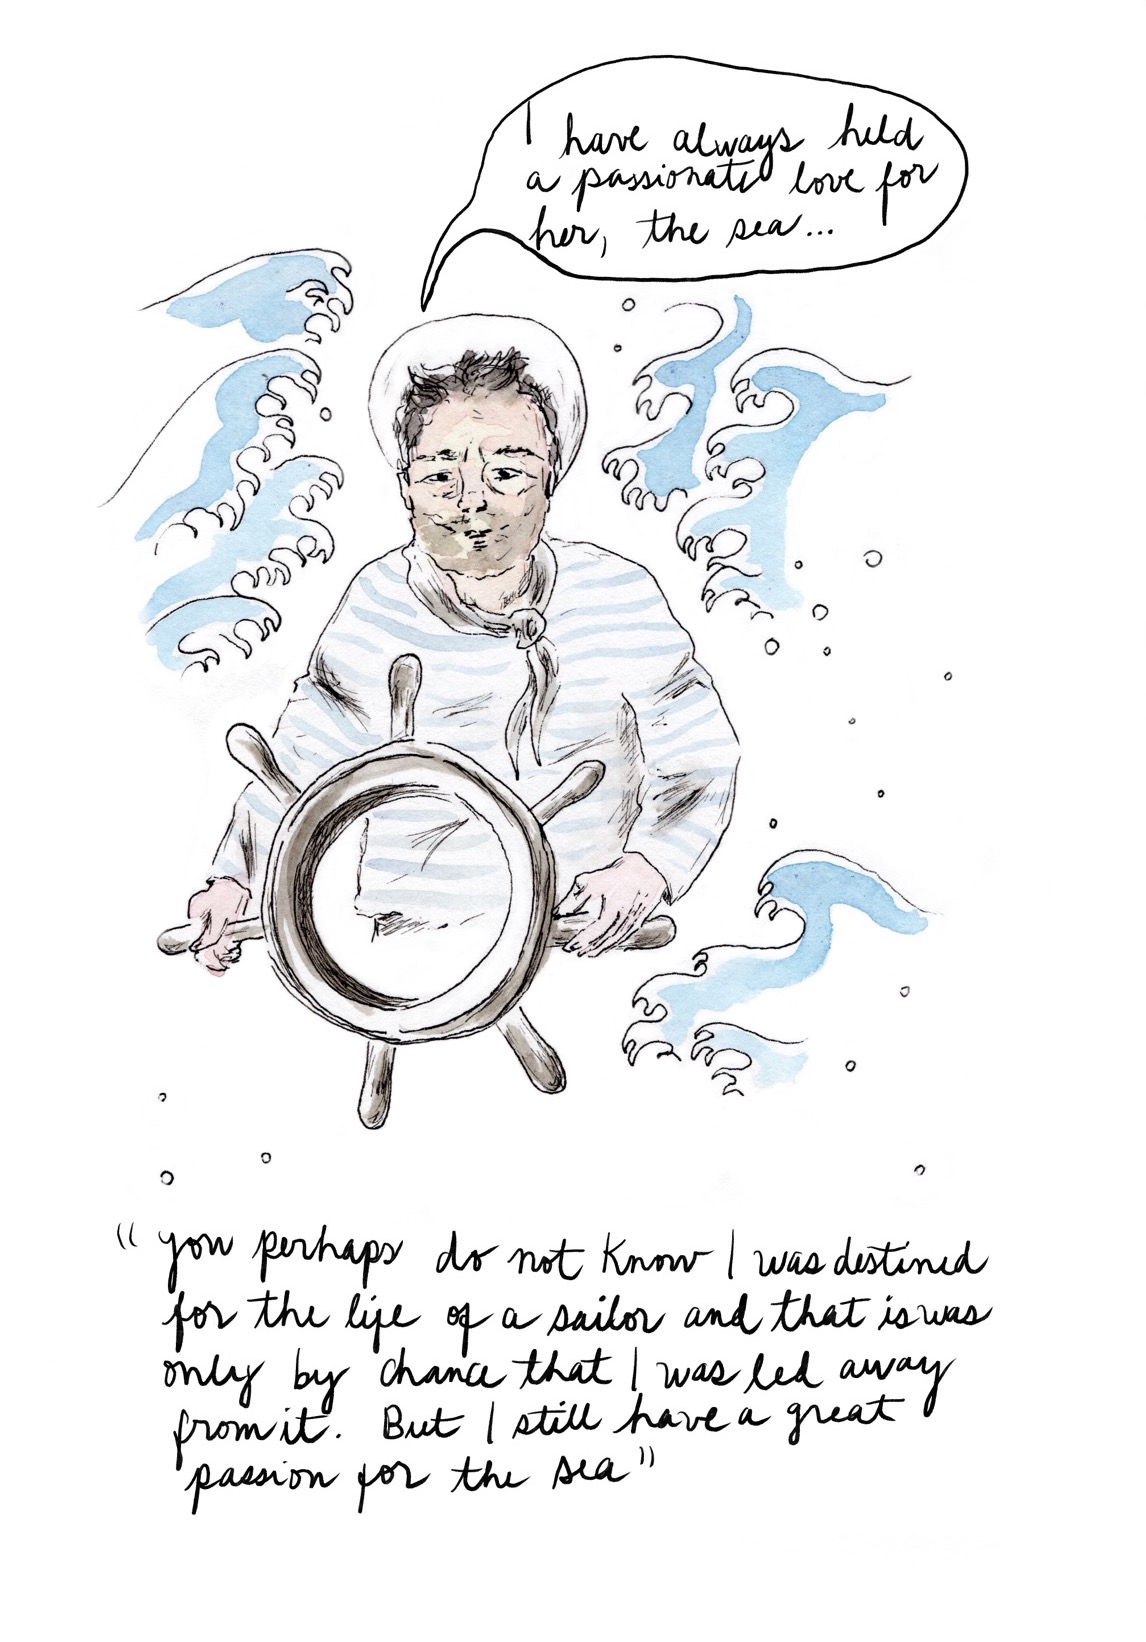 I have always held
a passionate love for
her, the sea...
"you perhaps do not know I was destined
for the life of a sailor and that is was
only by chance that I was led away
from it. But I still have a great
passion for the sea"